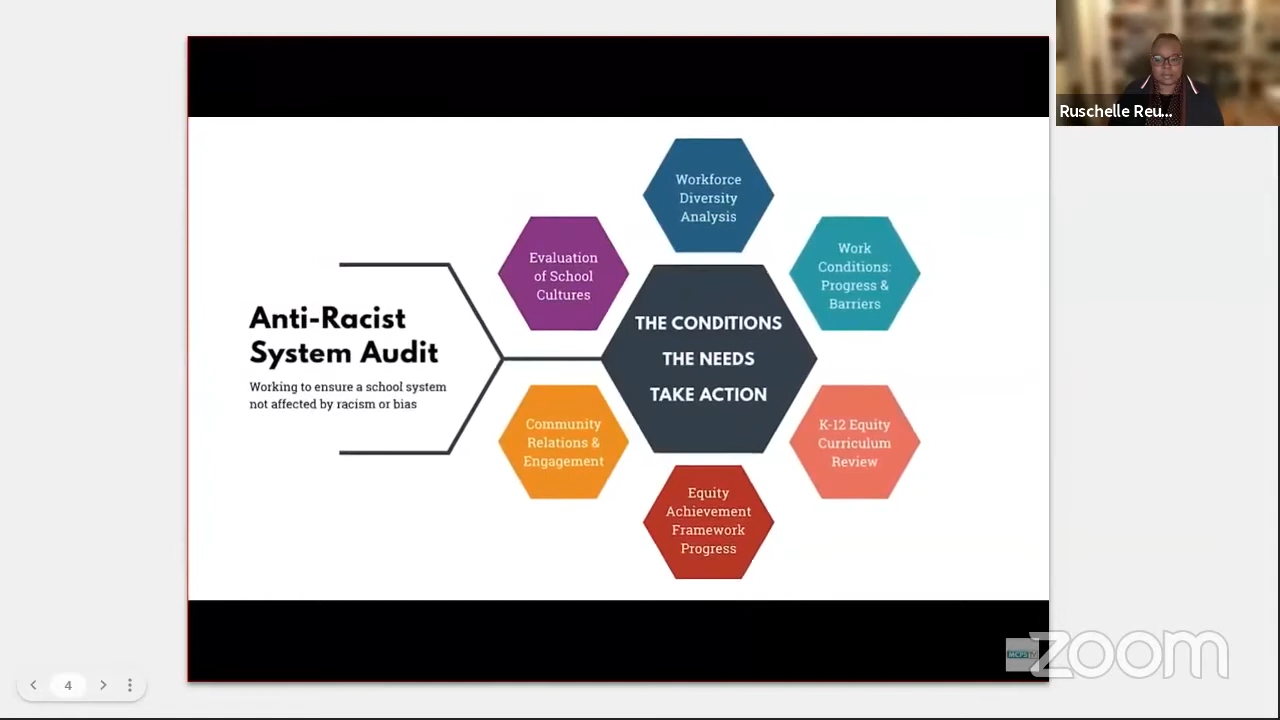 Ruschelle Reu...
Workforce
Diversity
Analysis
Evaluation
of School
Cultures
Work
Conditions:
Progress &
Barriers
Anti-Racist
System Audit
Working to ensure a school system
not affected by racism or bias
THE CONDITIONS
THE NEEDS
TAKE ACTION
Community
Relations &
Engagement
K-12 Equity
Curriculum
Review
Equity
Achievement
Framework
Progress
4
MCPS TV
zoom